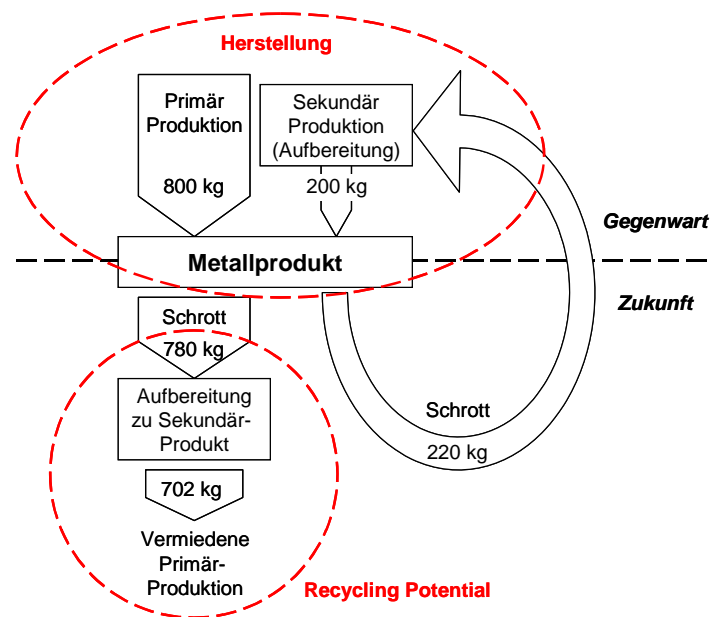 Herstellung
Primär
Produktion
800 kg
Sekundär
Produktion
(Aufbereitung)
200 kg
Gegenwart
Metallprodukt
Zukunft
Schrott
780 kg
Aufbereitung
zu Sekundär-
Produkt
Schrott
220 kg
702 kg
Vermiedene
Primär-
Produktion
Recycling Potential